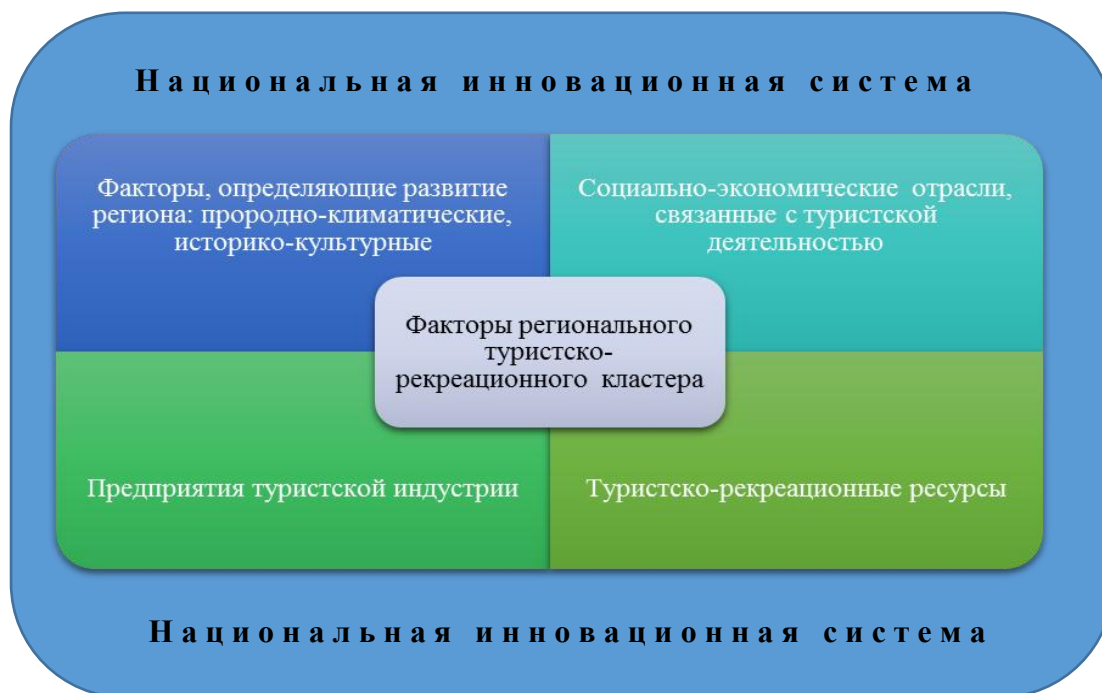 Национальная инновационная система
Факторы, определяющие развитие
региона: прородно-климатические,
историко-культурные
Социально-экономические отрасли,
связанные с туристской
деятельностью
Факторы регионального
туристско-
рекреационного кластера
Предприятия туристской индустрии
Туристско-рекреационные ресурсы
Национальная инновационная система